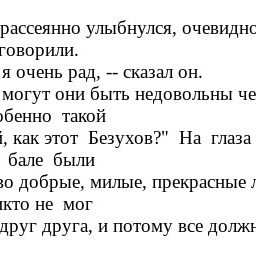 рассеянно улыбнулся, очевидно
говорили.
я очень рад, -- сказал он.
могут они быть недовольны че
обенно такой
й, как этот Безухов?" На глаза
бале были
во добрые, милые, прекрасные л
икто не мог
друг друга, и потому все должн